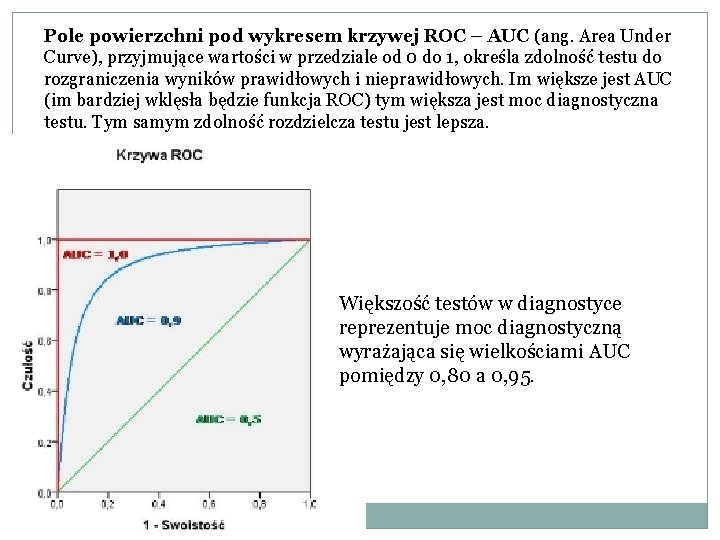 Pole powierzchni pod wykresem krzywej ROC – AUC (ang. Area Under
Curve), przyjmujące wartości w przedziale od 0 do 1, określa zdolność testu do
rozgraniczenia wyników prawidłowych i nieprawidłowych. Im większe jest AUC
(im bardziej wklęsła będzie funkcja ROC) tym większa jest moc diagnostyczna
testu. Tym samym zdolność rozdzielcza testu jest lepsza.
Krzywa ROC
1,0
AUC = 1,0
0,8
AUC = 0,9
0,6
Czułość
0,4
AUC = 0,5
0,2
0,0
0,0 0,2 0,4 0,6 0,8 1,0
1 - Swoistość
Większość testów w diagnostyce
reprezentuje moc diagnostyczną
wyrażająca się wielkościami AUC
pomiędzy 0,80 a 0,95.